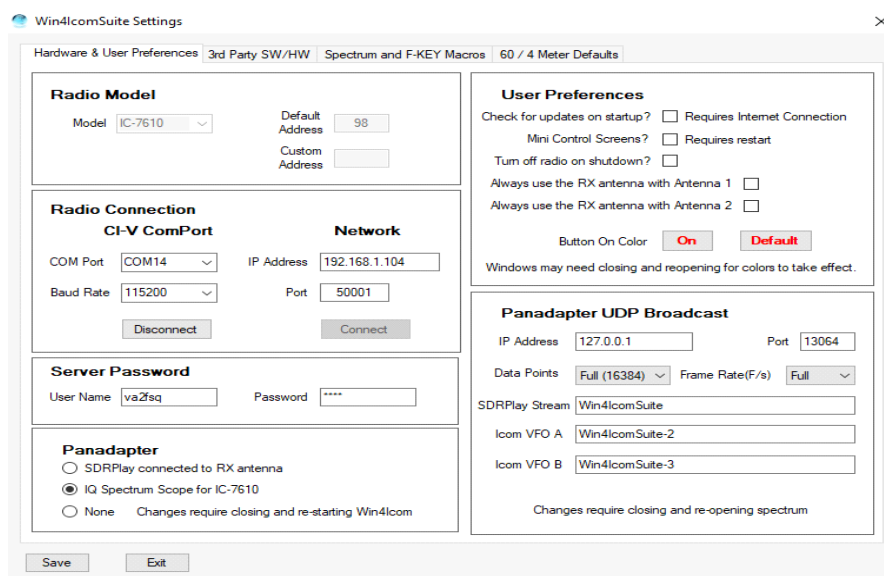 Win4IcomSuite Settings
Hardware & User Preferences 3rd Party SW/HW Spectrum and F-KEY Macros 60 / 4 Meter Defaults
Radio Model
Model IC-7610 Default Address 98
Custom Address
Radio Connection
CI-V ComPort Network
COM Port COM14 IP Address 192.168.1.104
Baud Rate 115200 Port 50001
Disconnect Connect
Server Password
User Name va2fsq Password ****
Panadapter
SDRPlay connected to RX antenna
IQ Spectrum Scope for IC-7610
None Changes require closing and re-starting Win4Icom
User Preferences
Check for updates on startup? Requires Internet Connection
Mini Control Screens? Requires restart
Turn off radio on shutdown?
Always use the RX antenna with Antenna 1
Always use the RX antenna with Antenna 2
Button On Color On Default
Windows may need closing and reopening for colors to take effect.
Panadapter UDP Broadcast
IP Address 127.0.0.1 Port 13064
Data Points Full (16384) Frame Rate(F/s) Full
SDRPlay Stream Win4IcomSuite
Icom VFO A Win4IcomSuite-2
Icom VFO B Win4IcomSuite-3
Changes require closing and re-opening spectrum
Save Exit